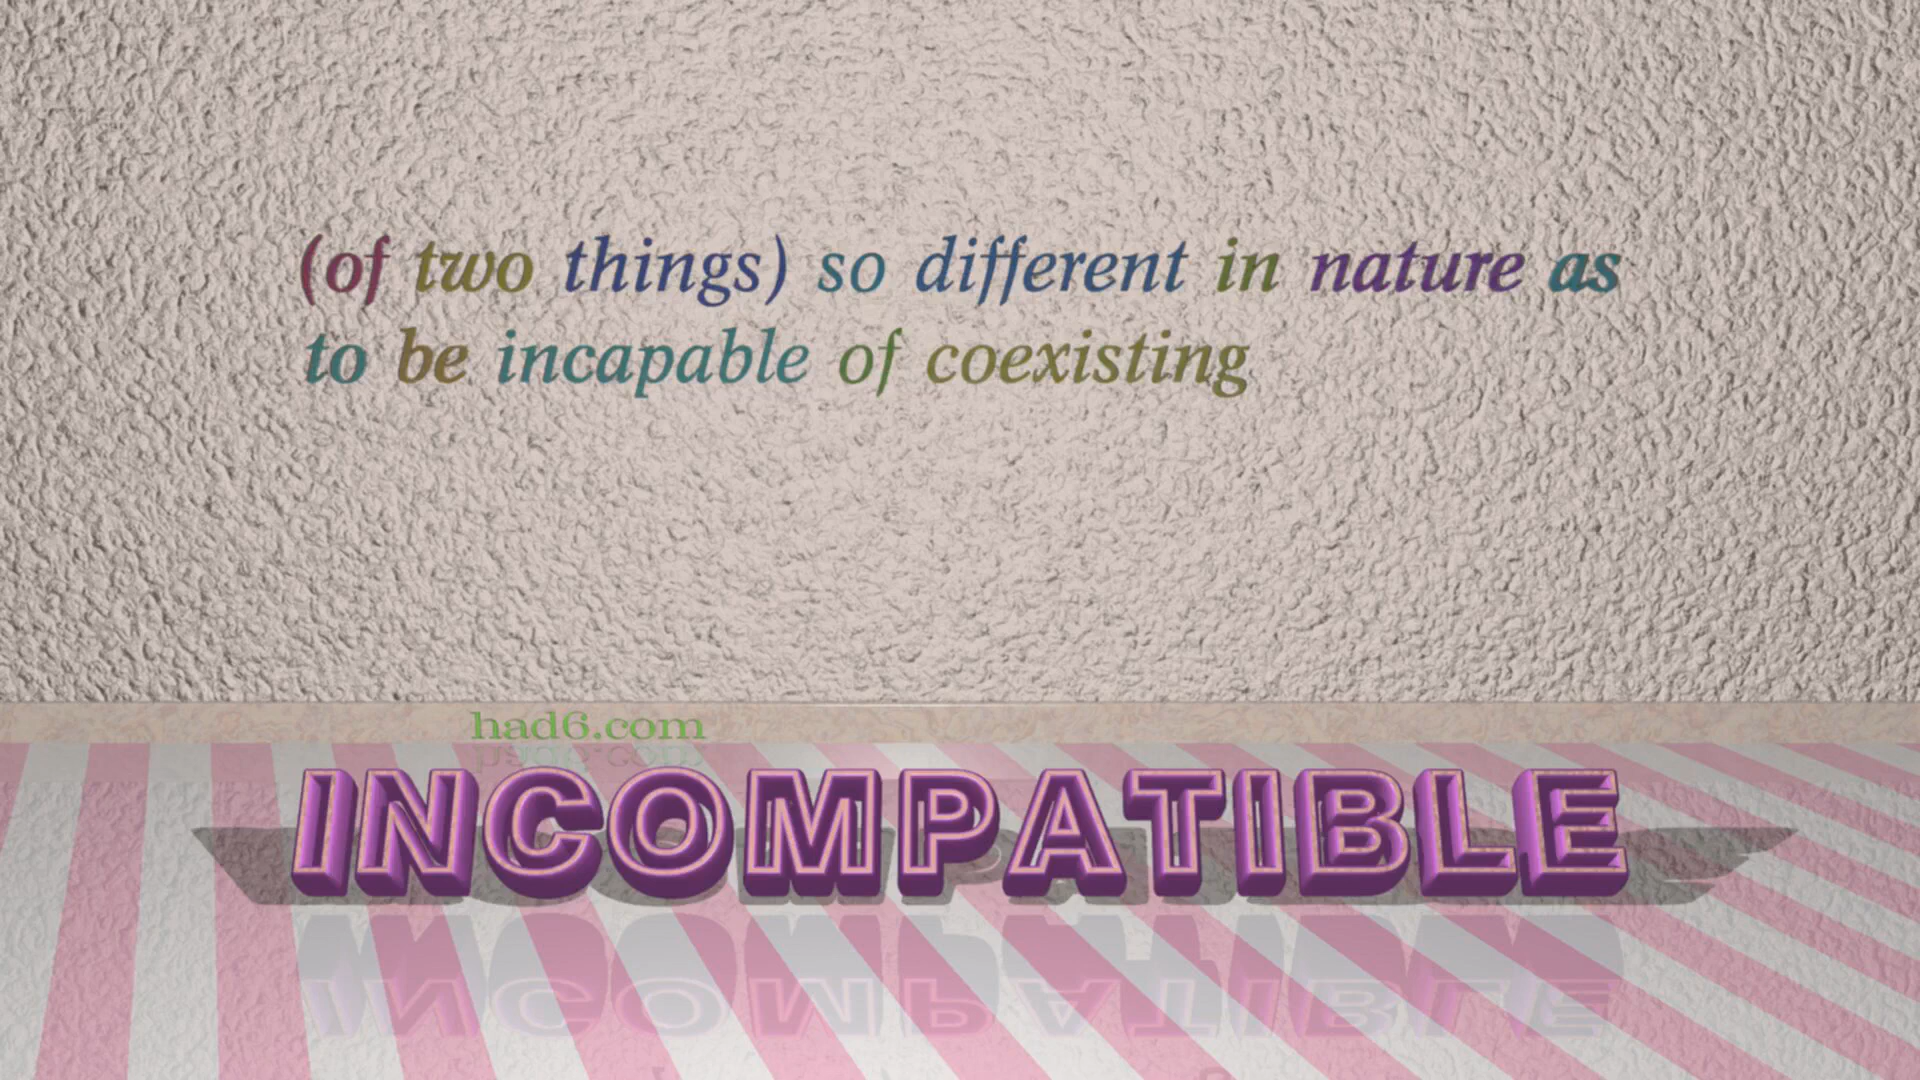 (of two things) so different in nature as
to be incapable of coexisting
had6.com
INCOMPATIBLE